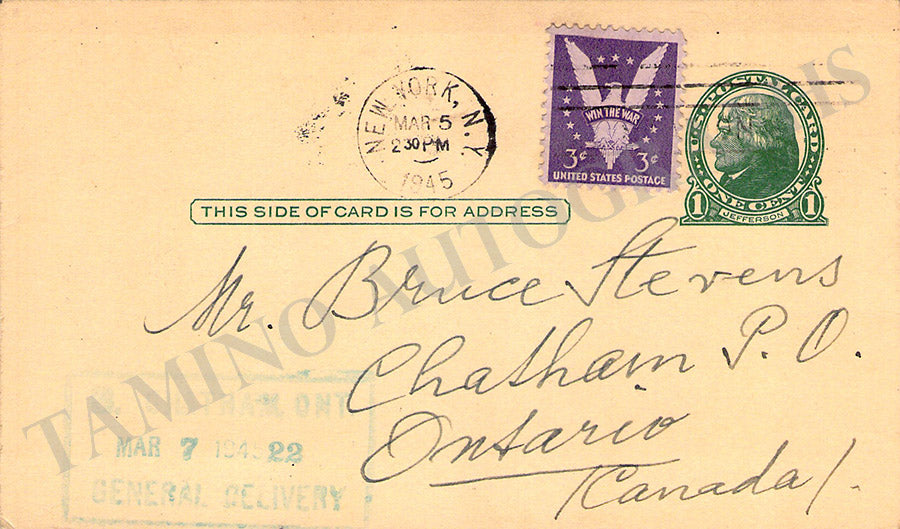 NEW YORK, N.Y.
MAR 5
2 30 PM
1945
WIN THE WAR
3¢ 3¢
UNITED STATES POSTAGE
U.S. POSTAL CARD
1 ONE CENT 1
JEFFERSON
THIS SIDE OF CARD IS FOR ADDRESS
Mr. Bruce Stevens
Chatham P. O.
Ontario
(Canada).
CHATHAM, ONT
MAR 7 1945 22
GENERAL DELIVERY
TAMINO AUTOGRAPHS